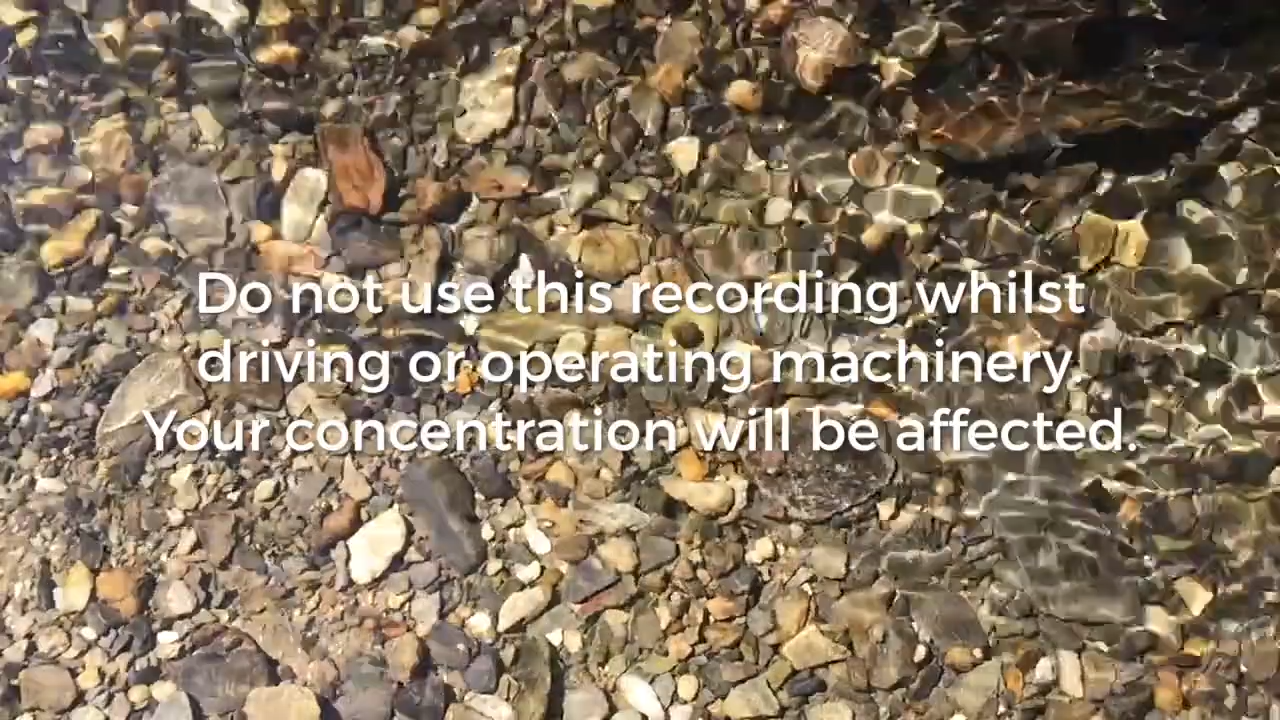 Do not use this recording whilst
driving or operating machinery.
Your concentration will be affected.